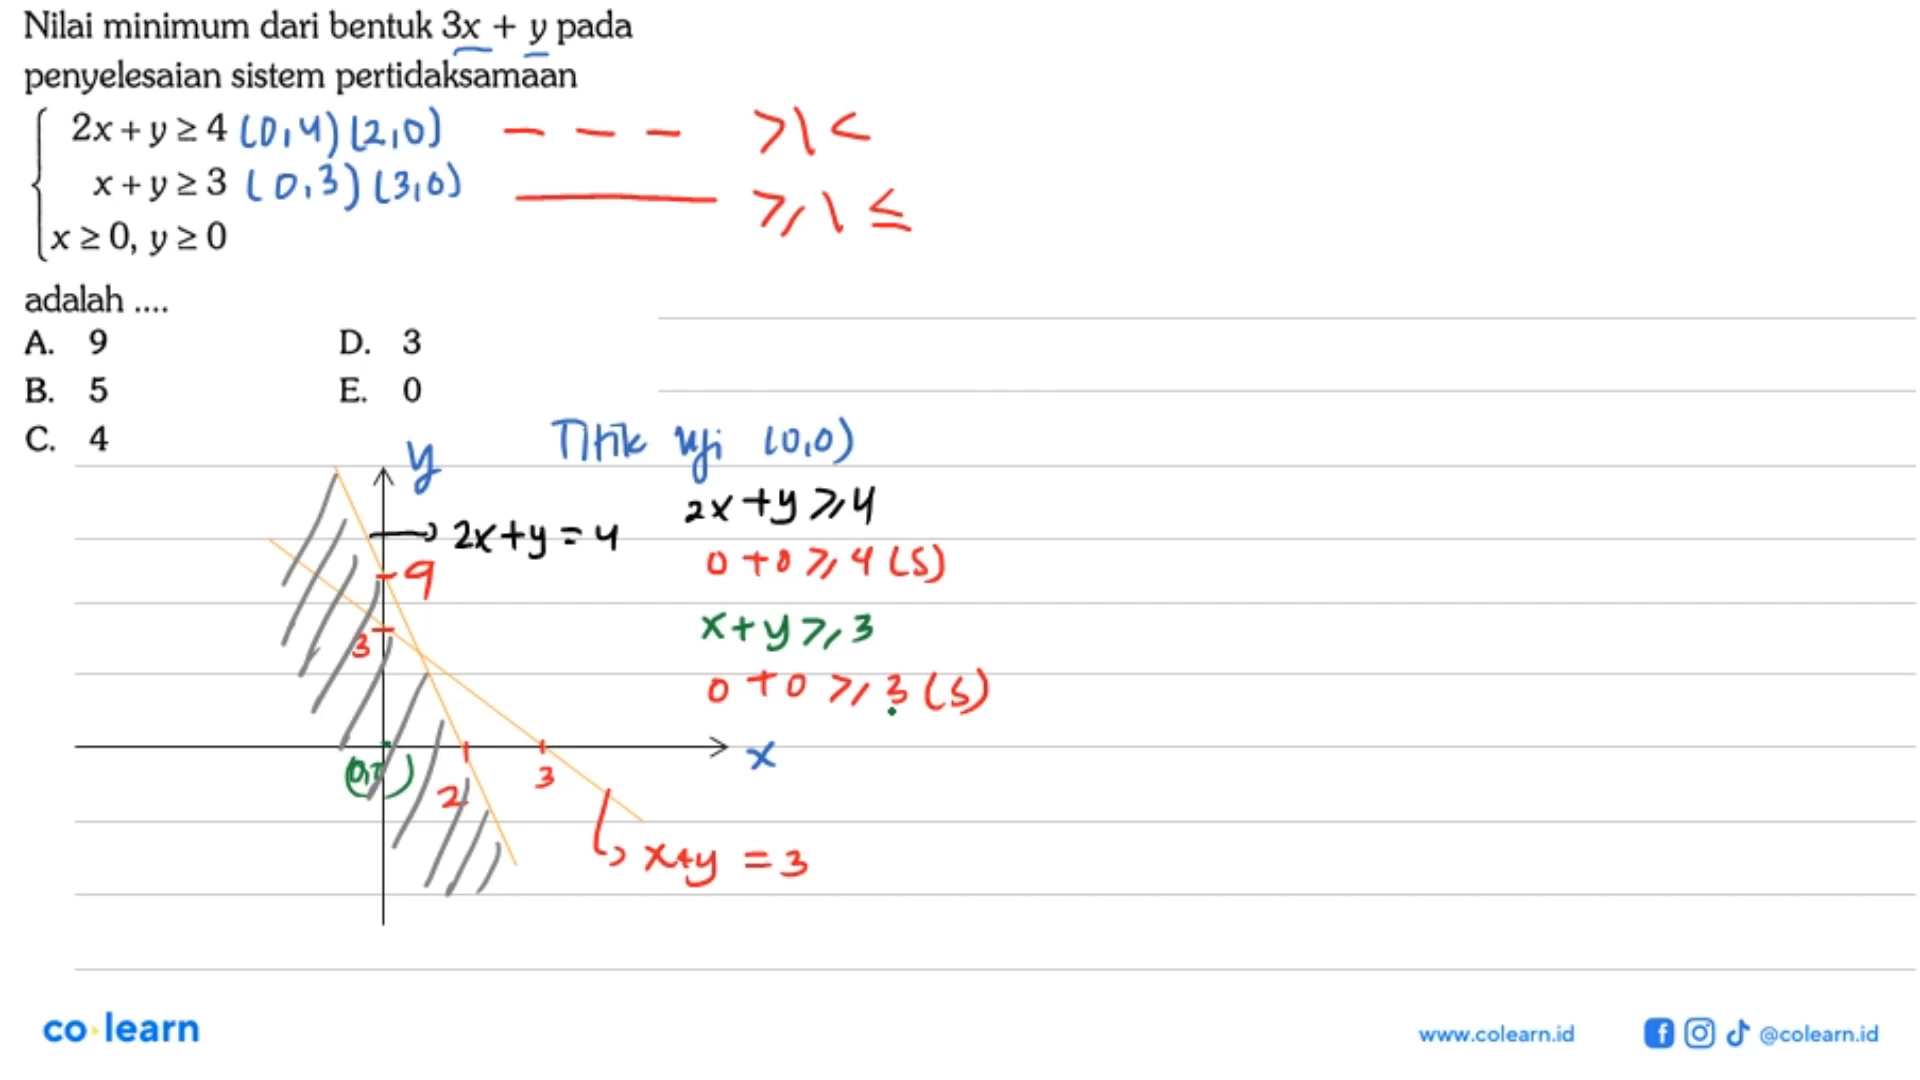 Nilai minimum dari bentuk 3x + y pada
penyelesaian sistem pertidaksamaan
2x + y ≥ 4 (0,4) (2,0) --- > \ <
x + y ≥ 3 (0,3) (3,0) ⸺ ≥ \ ≤
x ≥ 0, y ≥ 0
adalah ....
A. 9 D. 3
B. 5 E. 0
C. 4
Titik uji (0,0)
y
2x+y ≥ 4
2x+y = 4
0+0 ≥ 4 (S)
9
x+y ≥ 3
3
0+0 ≥ 3 (S)
x
2
3
x+y = 3
co learn
www.colearn.id @colearn.id